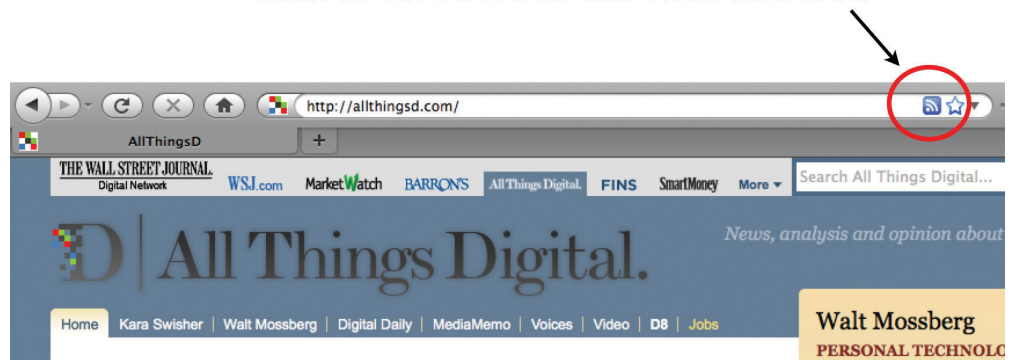 http://allthingsd.com/
AllThingsD +
THE WALL STREET JOURNAL.
Digital Network
WSJ.com MarketWatch BARRON'S All Things Digital. FINS SmartMoney More ▾
Search All Things Digital...
D | All Things Digital.
News, analysis and opinion about
Home Kara Swisher | Walt Mossberg | Digital Daily | MediaMemo | Voices | Video | D8 | Jobs
Walt Mossberg
PERSONAL TECHNOLO